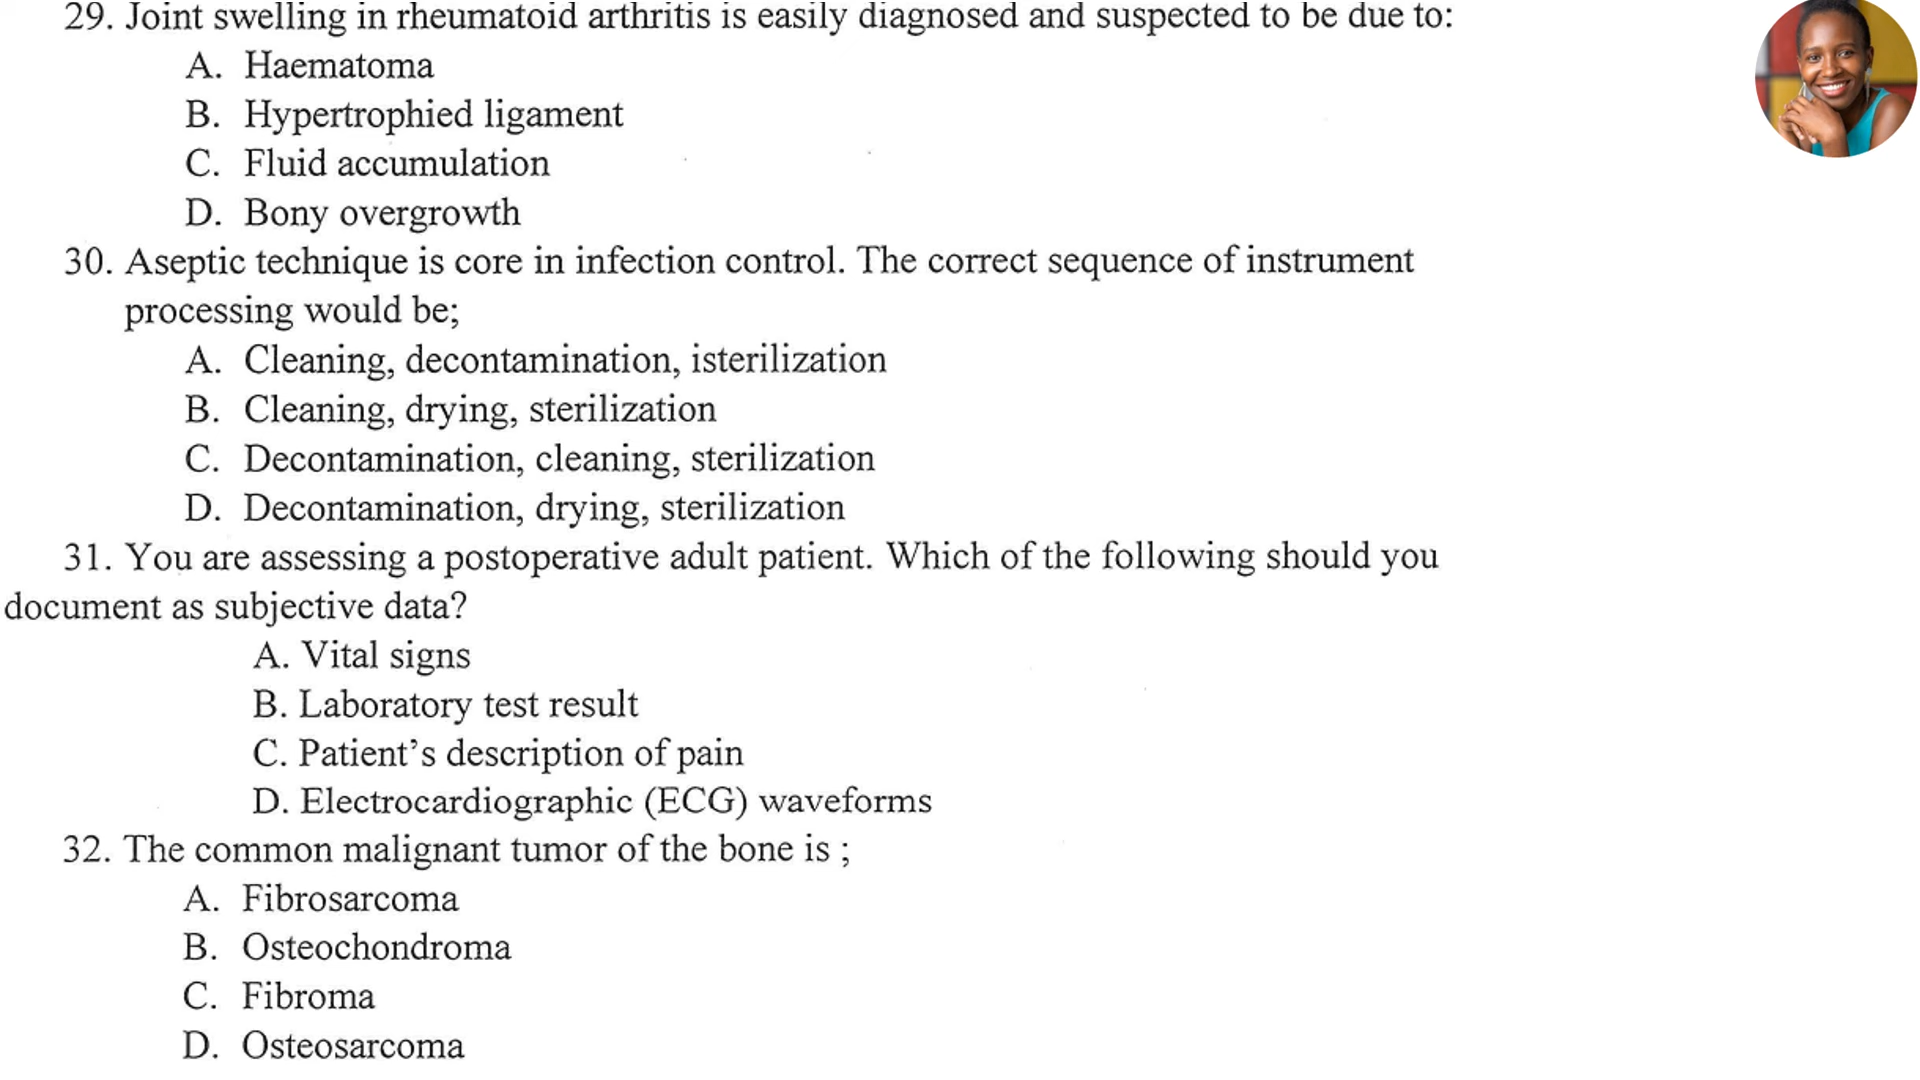 29. Joint swelling in rheumatoid arthritis is easily diagnosed and suspected to be due to:
A. Haematoma
B. Hypertrophied ligament
C. Fluid accumulation
D. Bony overgrowth
30. Aseptic technique is core in infection control. The correct sequence of instrument
processing would be;
A. Cleaning, decontamination, isterilization
B. Cleaning, drying, sterilization
C. Decontamination, cleaning, sterilization
D. Decontamination, drying, sterilization
31. You are assessing a postoperative adult patient. Which of the following should you
document as subjective data?
A. Vital signs
B. Laboratory test result
C. Patient’s description of pain
D. Electrocardiographic (ECG) waveforms
32. The common malignant tumor of the bone is ;
A. Fibrosarcoma
B. Osteochondroma
C. Fibroma
D. Osteosarcoma